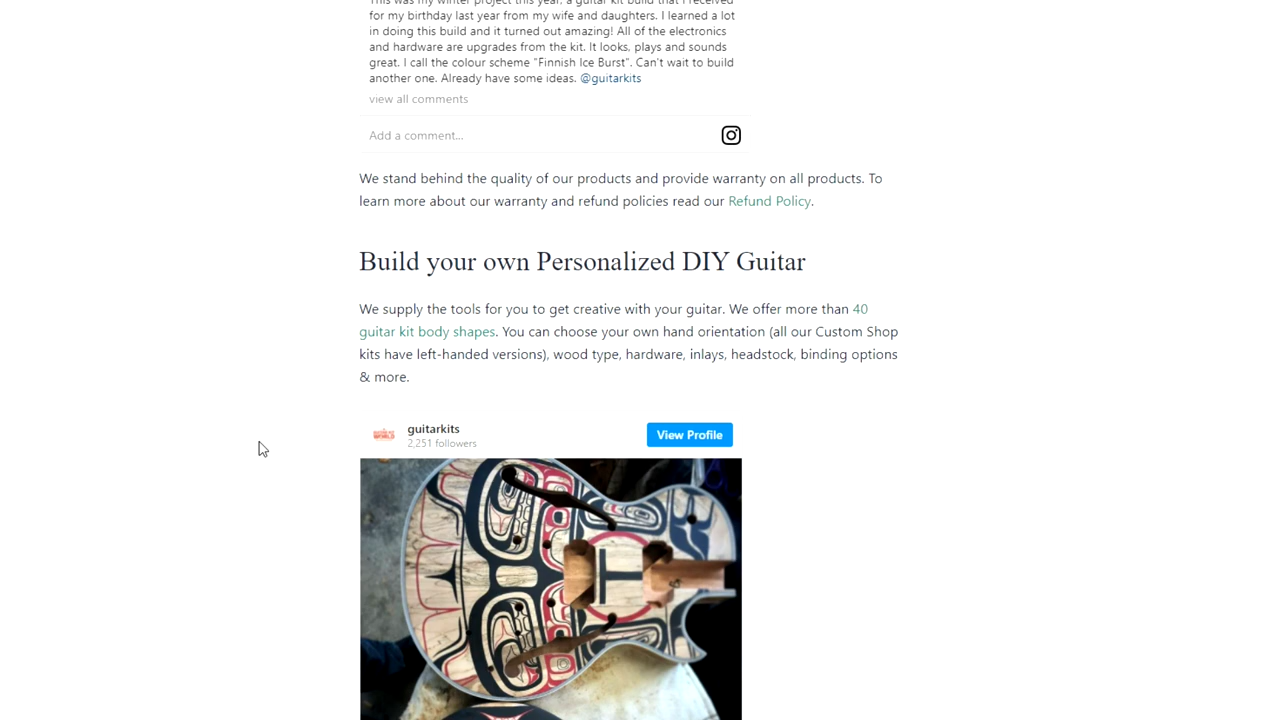 This was my winter project this year, a guitar kit build that I received
for my birthday last year from my wife and daughters. I learned a lot
in doing this build and it turned out amazing! All of the electronics
and hardware are upgrades from the kit. It looks, plays and sounds
great. I call the colour scheme "Finnish Ice Burst". Can't wait to build
another one. Already have some ideas. @guitarkits
view all comments
Add a comment...
We stand behind the quality of our products and provide warranty on all products. To
learn more about our warranty and refund policies read our Refund Policy.
Build your own Personalized DIY Guitar
We supply the tools for you to get creative with your guitar. We offer more than 40
guitar kit body shapes. You can choose your own hand orientation (all our Custom Shop
kits have left-handed versions), wood type, hardware, inlays, headstock, binding options
& more.
guitarkits
2,251 followers
View Profile